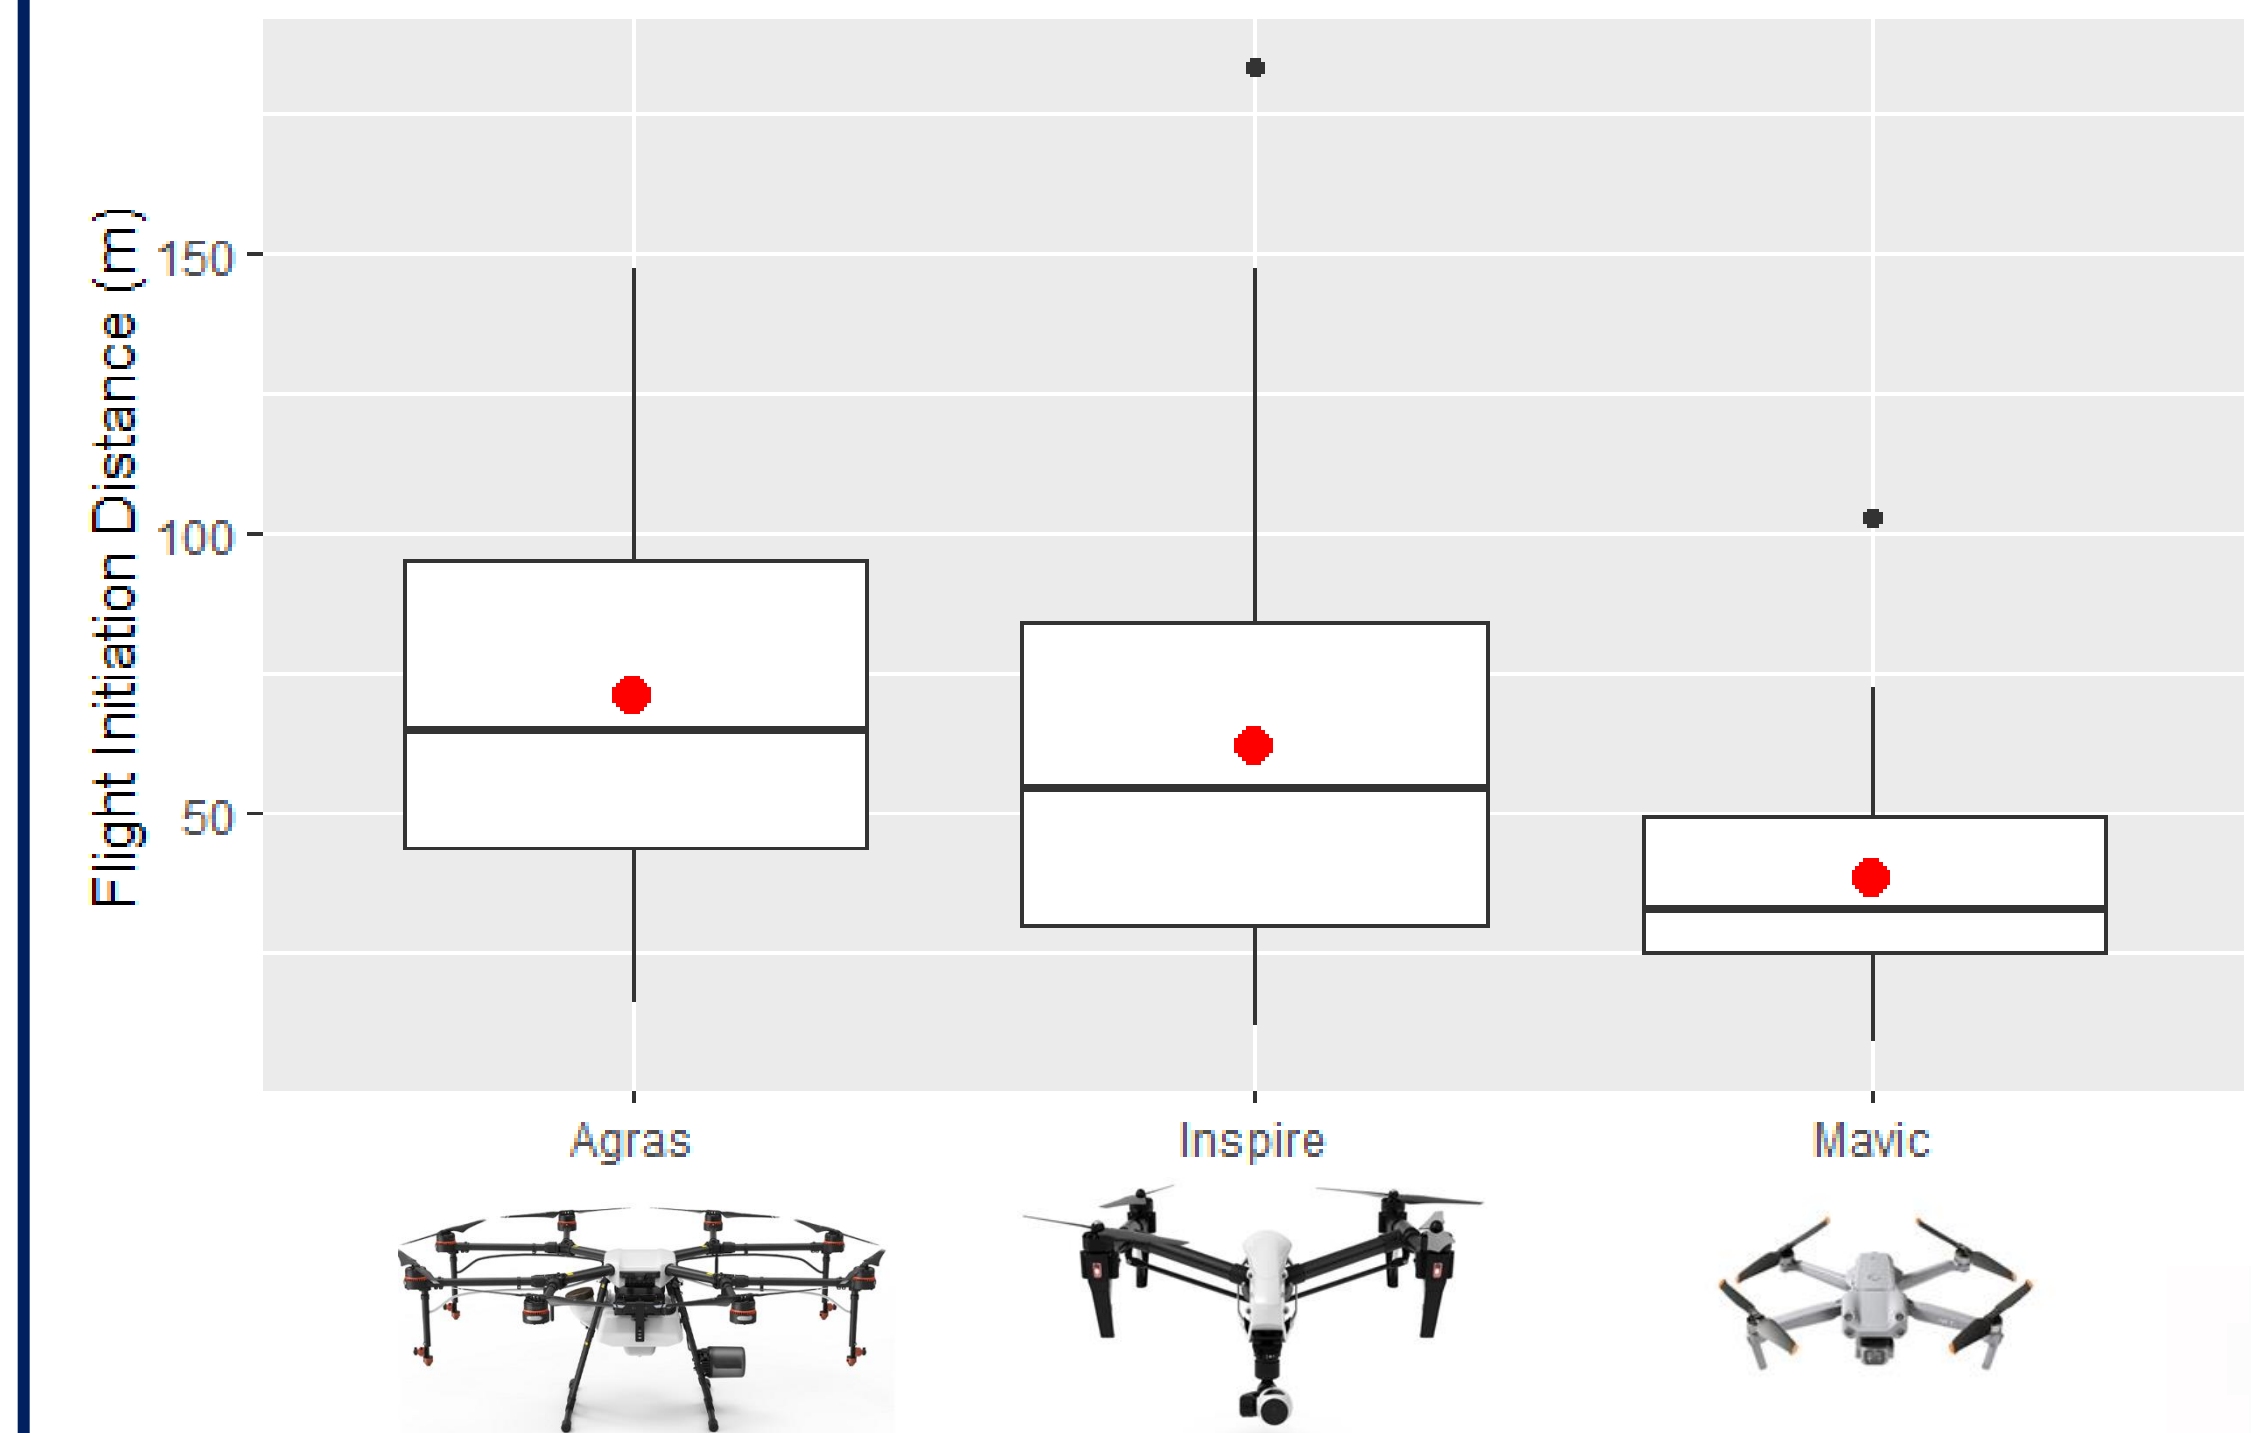 Flight Initiation Distance (m)
150
100
50
Agras
Inspire
Mavic